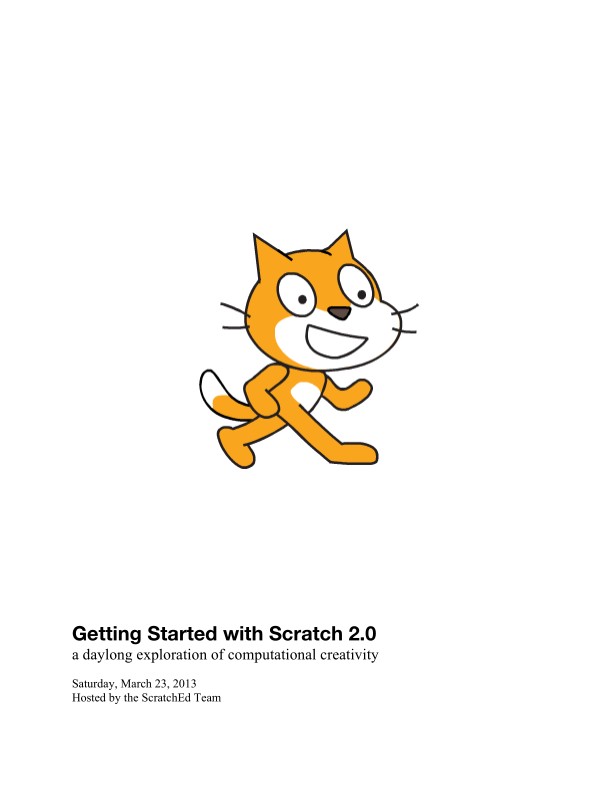 Getting Started with Scratch 2.0
a daylong exploration of computational creativity
Saturday, March 23, 2013
Hosted by the ScratchEd Team